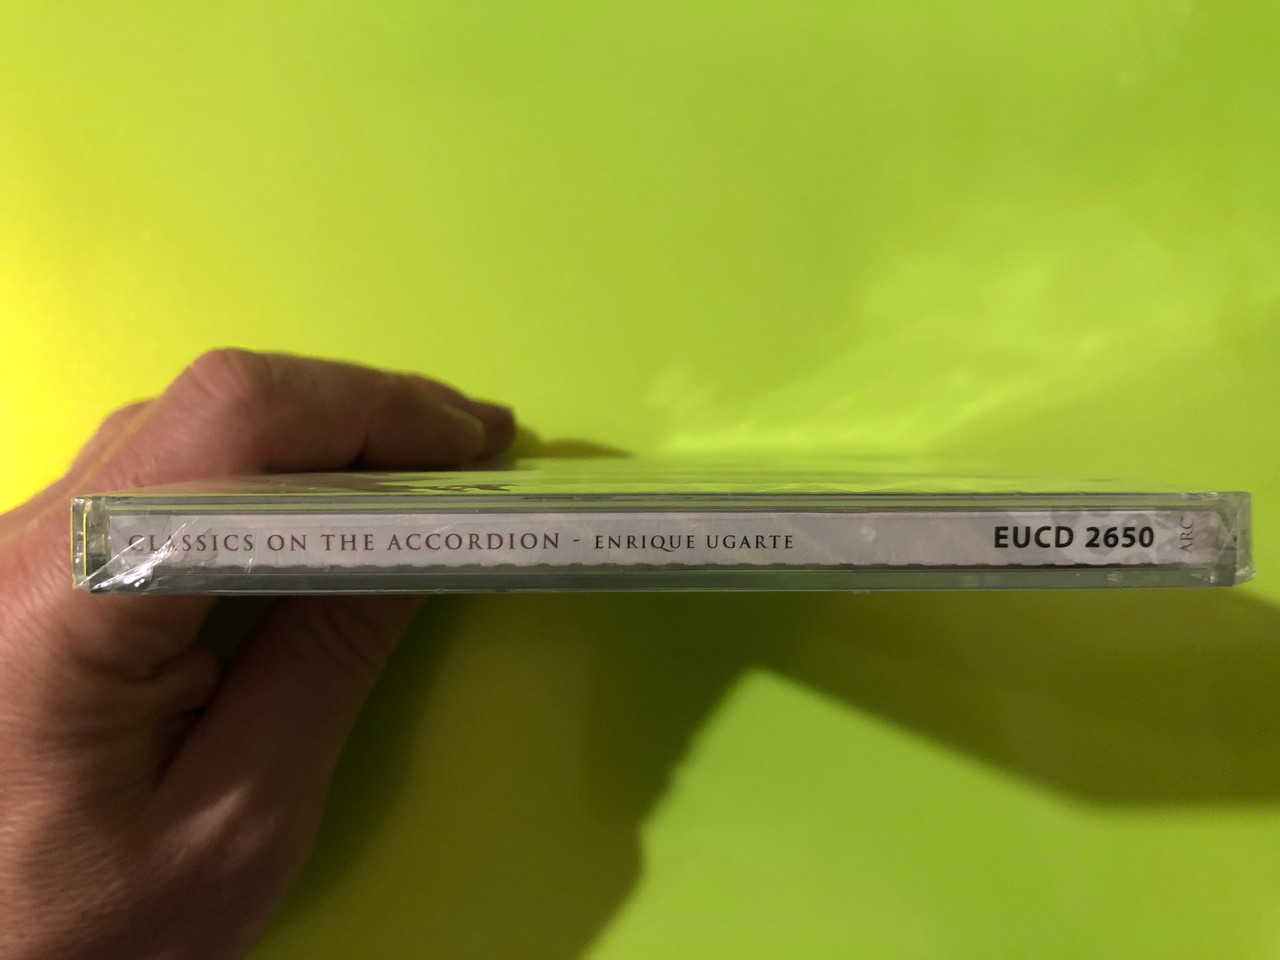 CLASSICS ON THE ACCORDION - ENRIQUE UGARTE
EUCD 2650
ARC